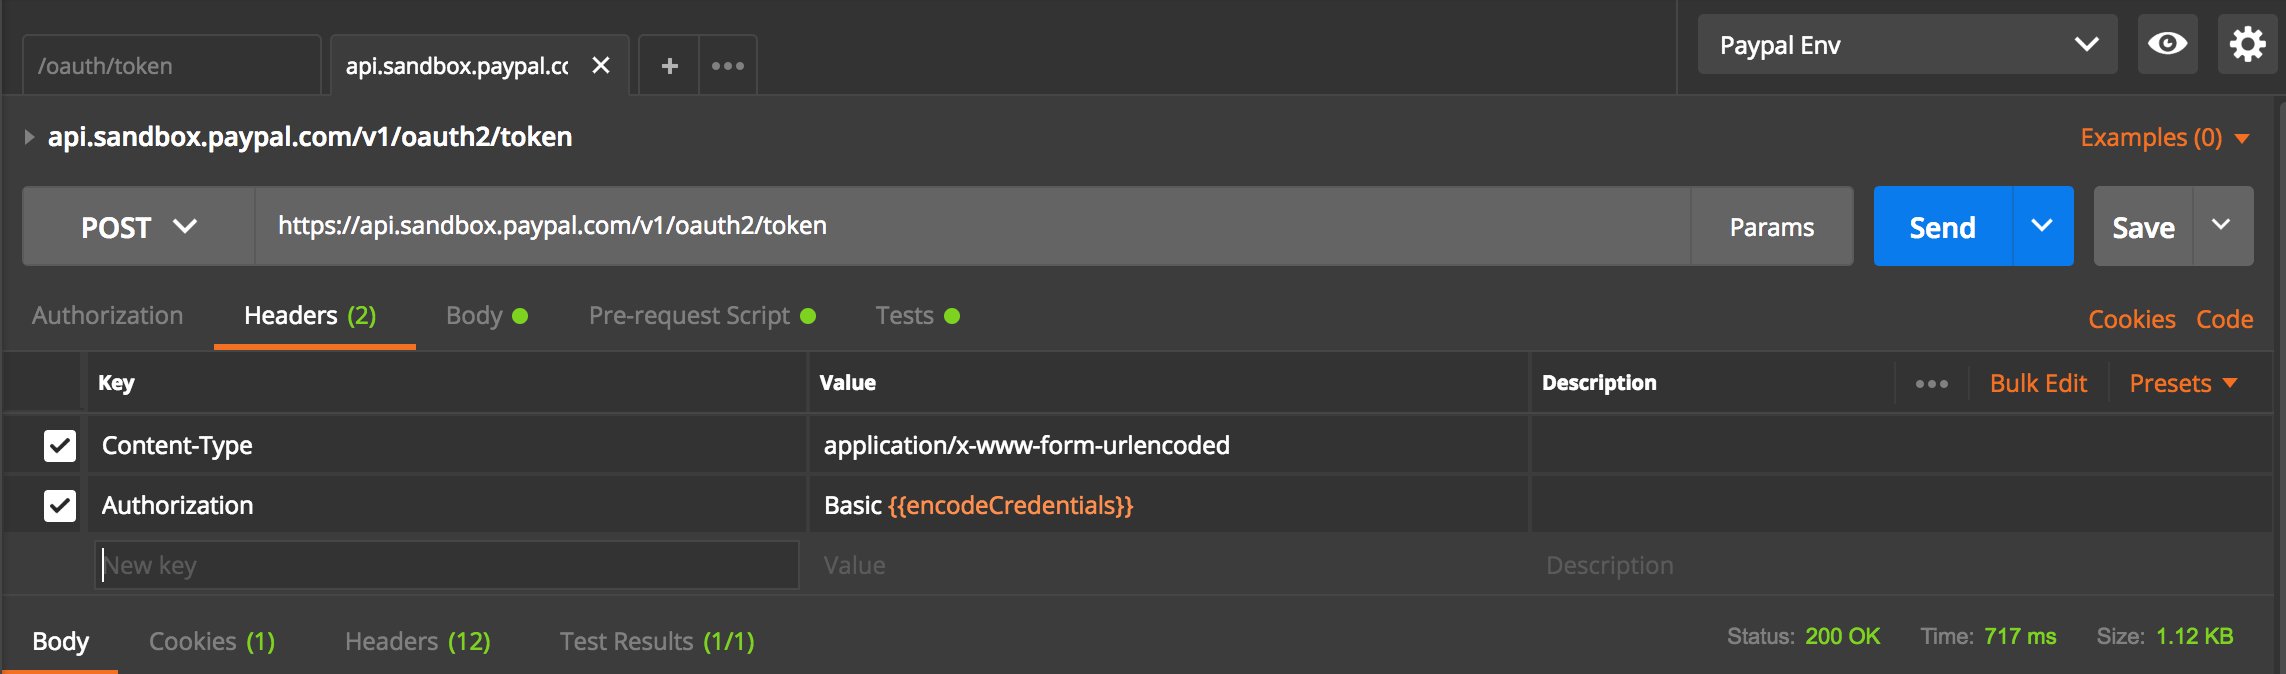 /oauth/token api.sandbox.paypal.cc Paypal Env
api.sandbox.paypal.com/v1/oauth2/token Examples (0)
POST https://api.sandbox.paypal.com/v1/oauth2/token Params Send Save
Authorization Headers (2) Body Pre-request Script Tests Cookies Code
Key Value Description Bulk Edit Presets
Content-Type application/x-www-form-urlencoded
Authorization Basic {{encodeCredentials}}
New key Value Description
Body Cookies (1) Headers (12) Test Results (1/1) Status: 200 OK Time: 717 ms Size: 1.12 KB